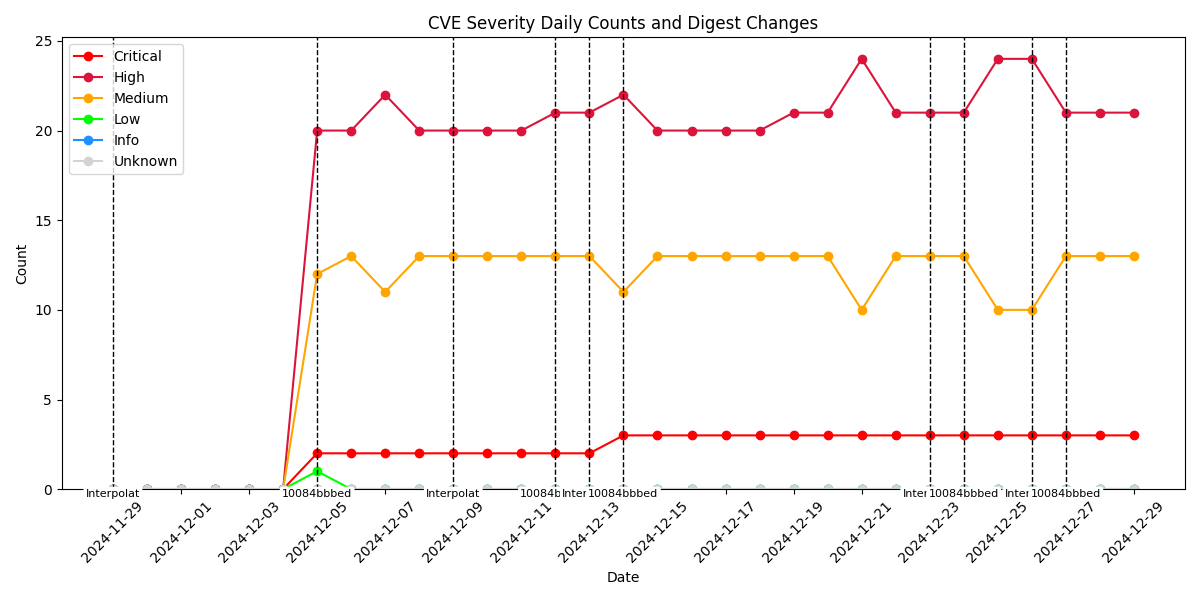 CVE Severity Daily Counts and Digest Changes
25
20
15
10
5
0
Count
Critical
High
Medium
Low
Info
Unknown
Interpolat
10084bbbed
Interpolat
10084b
Inter
10084bbbed
Inter
10084bbbed
Inter
10084bbbed
2024-11-29
2024-12-01
2024-12-03
2024-12-05
2024-12-07
2024-12-09
2024-12-11
2024-12-13
2024-12-15
2024-12-17
2024-12-19
2024-12-21
2024-12-23
2024-12-25
2024-12-27
2024-12-29
Date